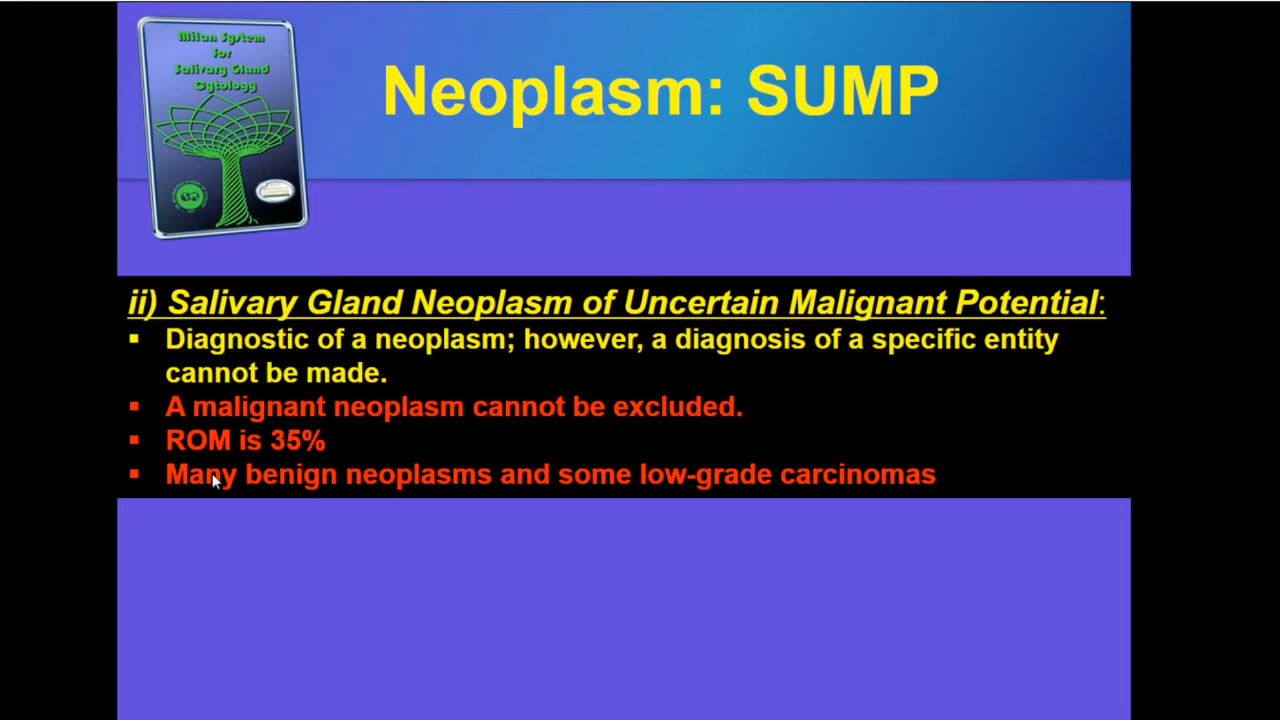 Milan System
for
Salivary Gland
Cytology
Neoplasm: SUMP
ii) Salivary Gland Neoplasm of Uncertain Malignant Potential:
▪ Diagnostic of a neoplasm; however, a diagnosis of a specific entity
cannot be made.
▪ A malignant neoplasm cannot be excluded.
▪ ROM is 35%
▪ Many benign neoplasms and some low-grade carcinomas